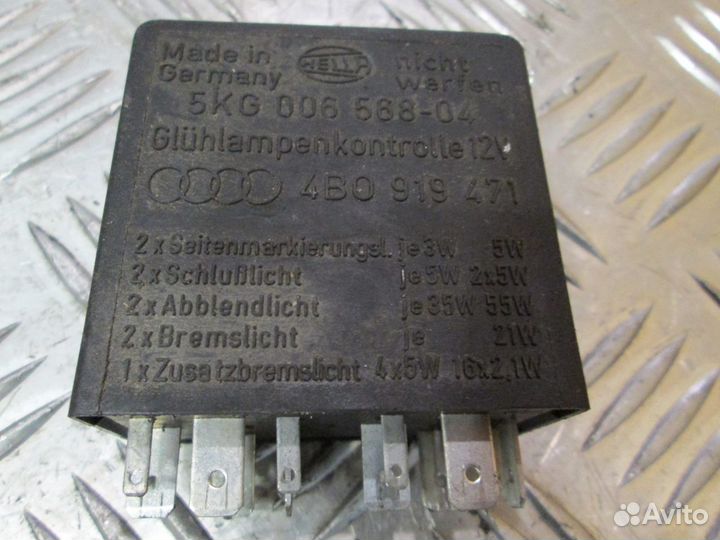 Made in Germany
HELLA
nicht werfen
5KG 006 568-04
Glühlampenkontrolle 12V
4B0 919 471
2 x Seitenmarkierungsl. je 3W 5W
2 x Schlußlicht je 5W 2x5W
2 x Abblendlicht je 35W 55W
2 x Bremslicht je 21W
1 x Zusatzbremslicht 4x5W 16x2,1W
Avito